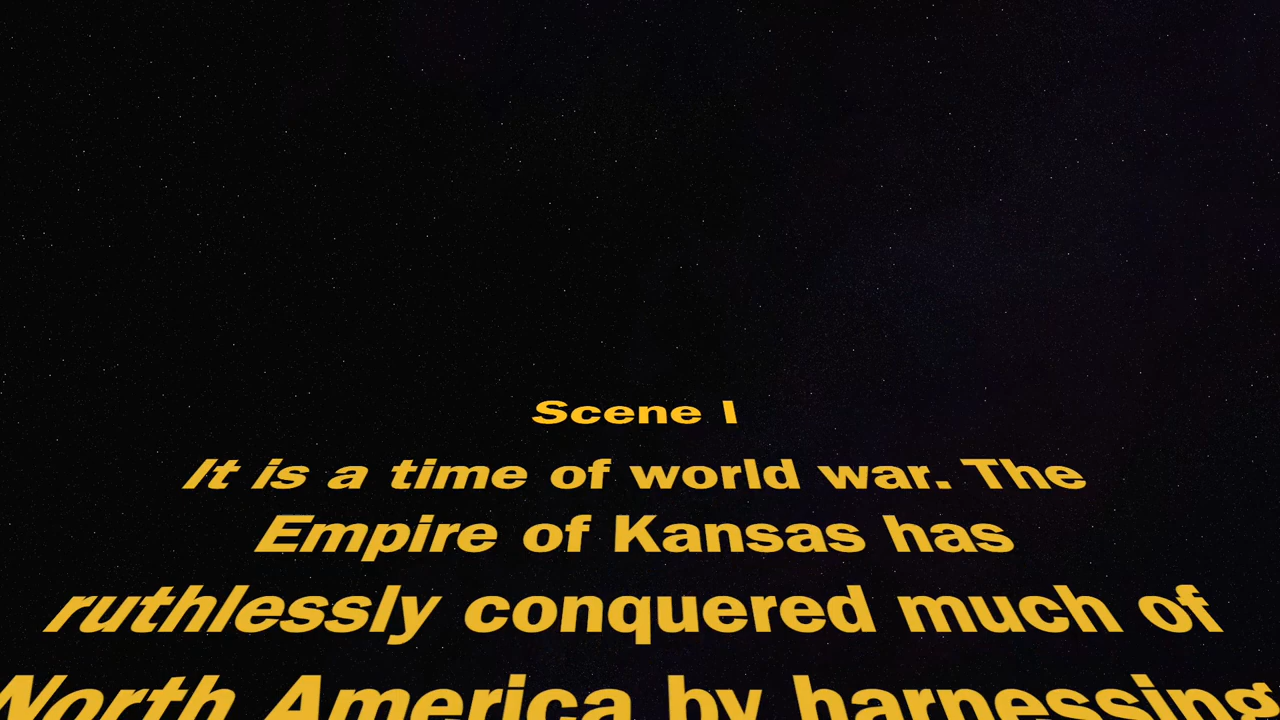 Scene I
It is a time of world war. The
Empire of Kansas has
ruthlessly conquered much of
North America by harnessing